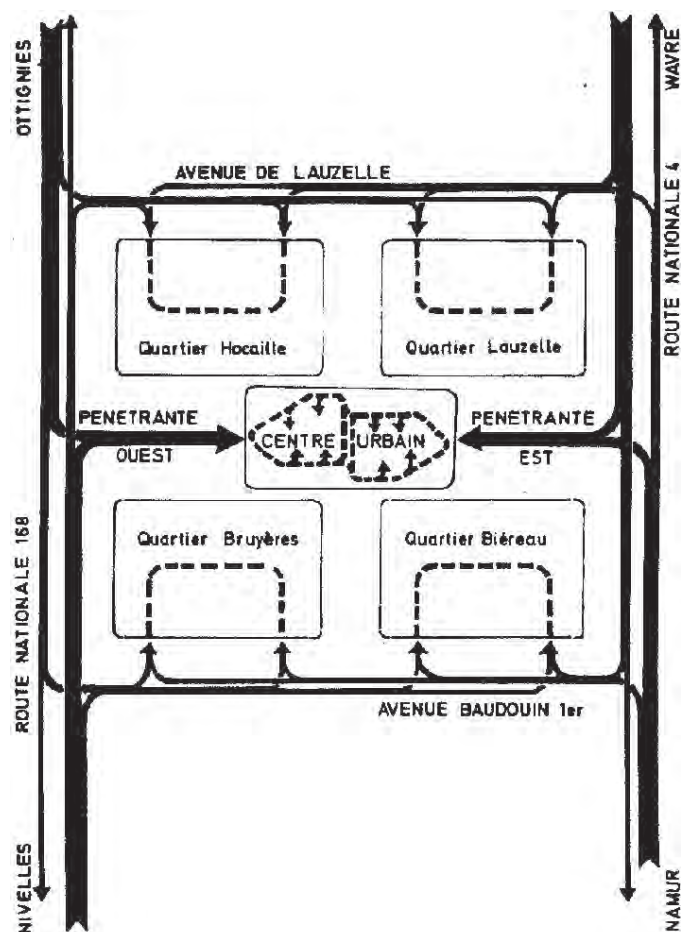 OTTIGNIES
WAVRE
AVENUE DE LAUZELLE
ROUTE NATIONALE 4
Quartier Hocaille
Quartier Lauzelle
PENETRANTE
OUEST
CENTRE URBAIN
PENETRANTE
EST
Quartier Bruyères
Quartier Biéreau
ROUTE NATIONALE 168
AVENUE BAUDOUIN 1er
NIVELLES
NAMUR